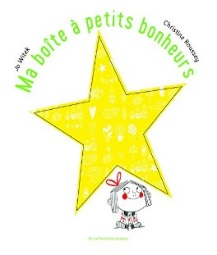 Jo Witek
Ma boîte à petits bonheurs
Christine Roussey